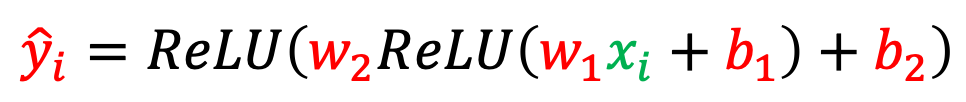 ŷᵢ = ReLU(w₂ReLU(w₁xᵢ + b₁) + b₂)